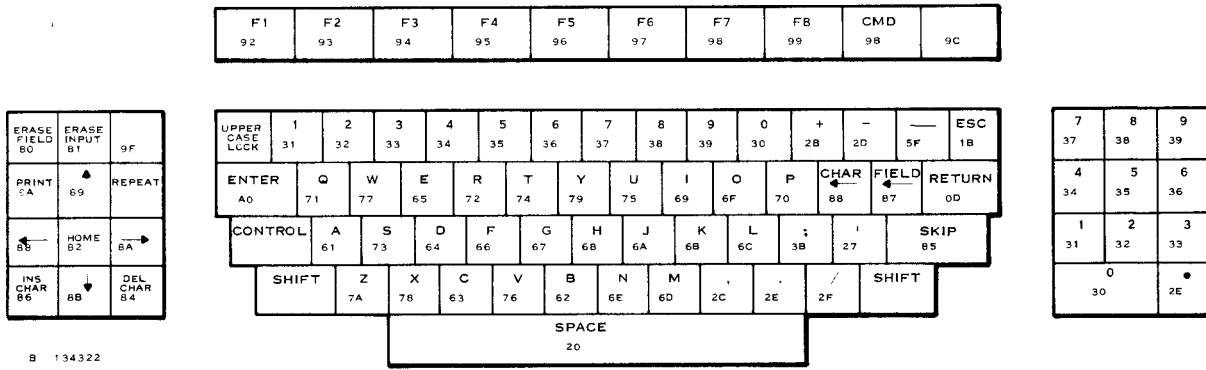 F1 F2 F3 F4 F5 F6 F7 F8 CMD
92 93 94 95 96 97 98 99 9B 9C
ERASE FIELD 80 ERASE INPUT 81 9F
PRINT 9A 89 REPEAT
88 HOME 82 8A
INS CHAR 86 8B DEL CHAR 84
UPPER CASE LOCK 1 2 3 4 5 6 7 8 9 0 + - — ESC
31 32 33 34 35 36 37 38 39 30 2B 2D 5F 1B
ENTER Q W E R T Y U I O P CHAR FIELD RETURN
A0 71 77 65 72 74 79 75 69 6F 70 88 87 0D
CONTROL A S D F G H J K L ; ' SKIP
61 73 64 66 67 68 6A 6B 6C 3B 27 85
SHIFT Z X C V B N M , . / SHIFT
7A 78 63 76 62 6E 6D 2C 2E 2F
SPACE
20
7 8 9
37 38 39
4 5 6
34 35 36
1 2 3
31 32 33
0 •
30 2E
B 134322